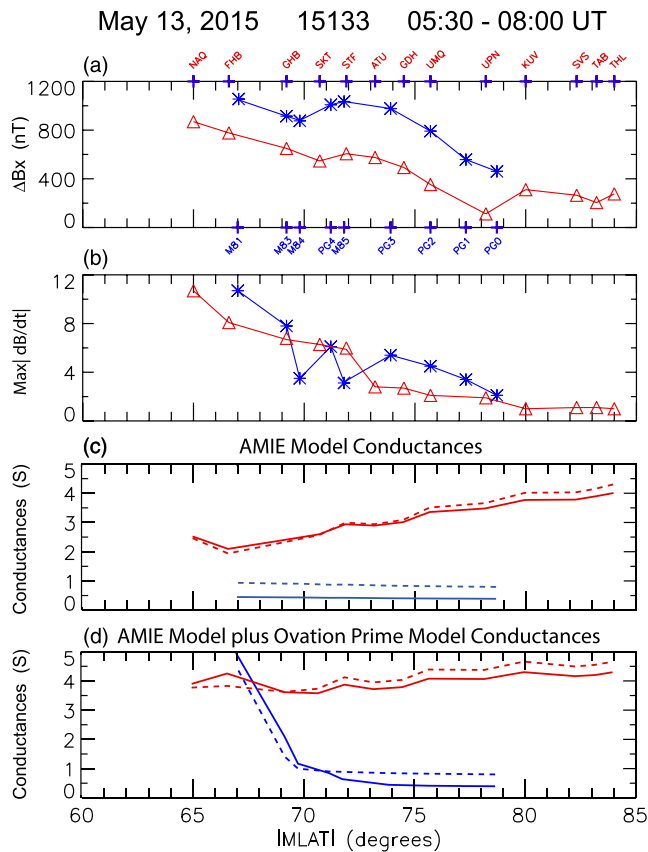 May 13, 2015 15133 05:30 - 08:00 UT
NAQ FHB GHB SKT STF ATU GDH UMQ UPN KUV SVS TAB THL
(a)
1200
800
400
0
ΔBx (nT)
MB1 MB3 MB4 PG4 MB5 PG3 PG2 PG1 PG0
(b)
12
8
4
0
Max| dB/dt|
(c) AMIE Model Conductances
5
4
3
2
1
0
Conductances (S)
(d) AMIE Model plus Ovation Prime Model Conductances
5
4
3
2
1
0
Conductances (S)
60 65 70 75 80 85
|MLAT| (degrees)